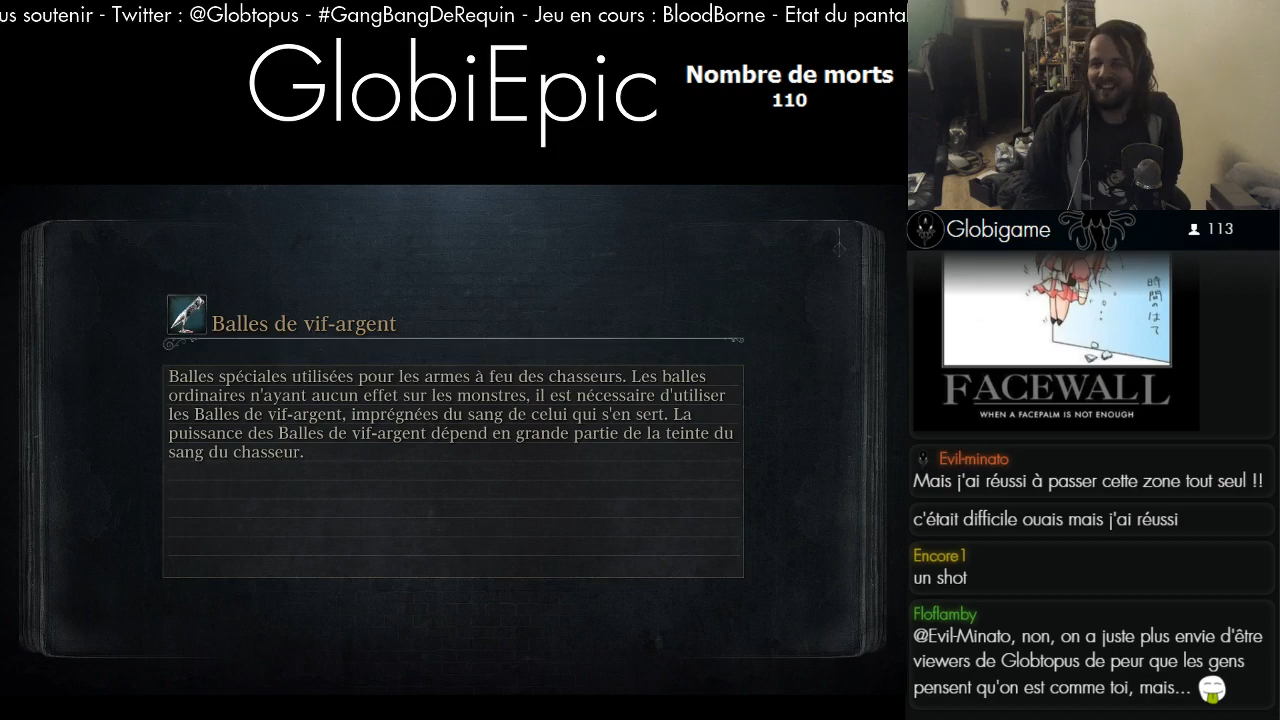 us soutenir - Twitter : @Globtopus - #GangBangDeRequin - Jeu en cours : BloodBorne - Etat du panta
GlobiEpic
Nombre de morts
110
Balles de vif-argent
Balles spéciales utilisées pour les armes à feu des chasseurs. Les balles
ordinaires n'ayant aucun effet sur les monstres, il est nécessaire d'utiliser
les Balles de vif-argent, imprégnées du sang de celui qui s'en sert. La
puissance des Balles de vif-argent dépend en grande partie de la teinte du
sang du chasseur.
Globigame
113
時間のはて
FACEWALL
WHEN A FACEPALM IS NOT ENOUGH
Evil-minato
Mais j'ai réussi à passer cette zone tout seul !!
c'était difficile ouais mais j'ai réussi
Encore1
un shot
Floflamby
@Evil-Minato, non, on a juste plus envie d'être
viewers de Globtopus de peur que les gens
pensent qu'on est comme toi, mais...